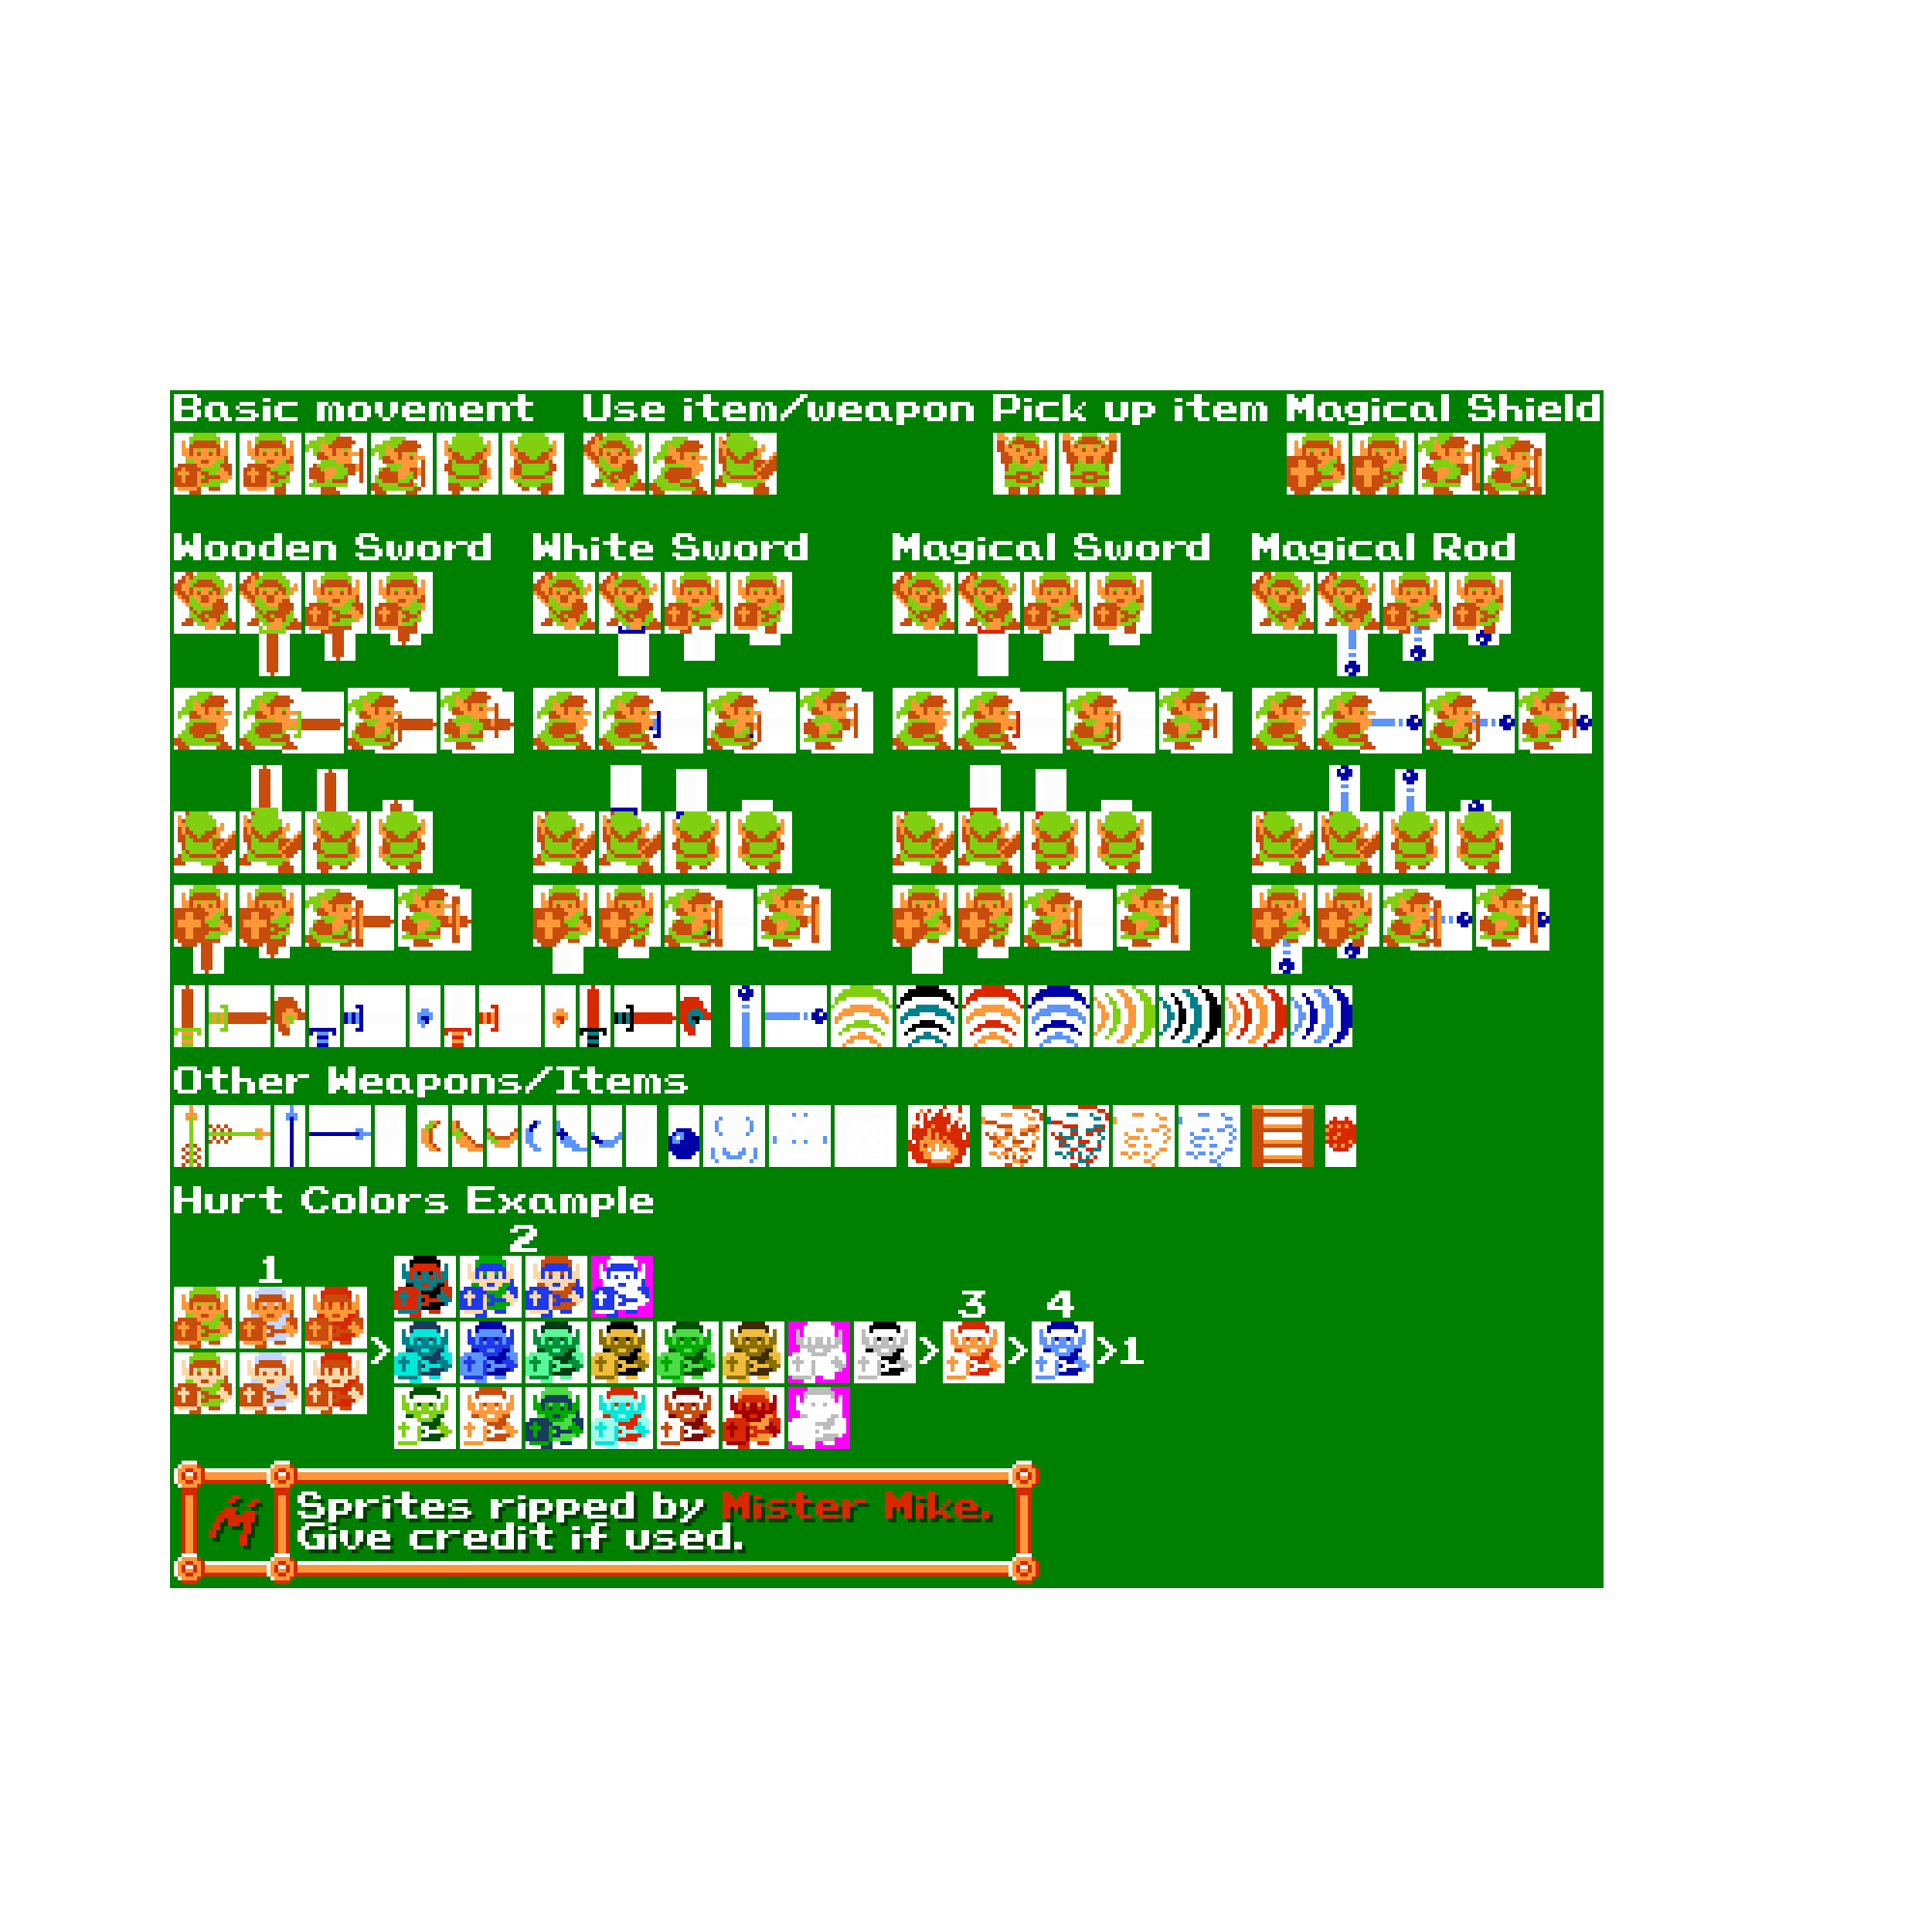 Basic movement Use item/weapon Pick up item Magical Shield
Wooden Sword White Sword Magical Sword Magical Rod
Other Weapons/Items
Hurt Colors Example
2
1
3 4
> > > >1
Sprites ripped by Mister Mike.
Give credit if used.